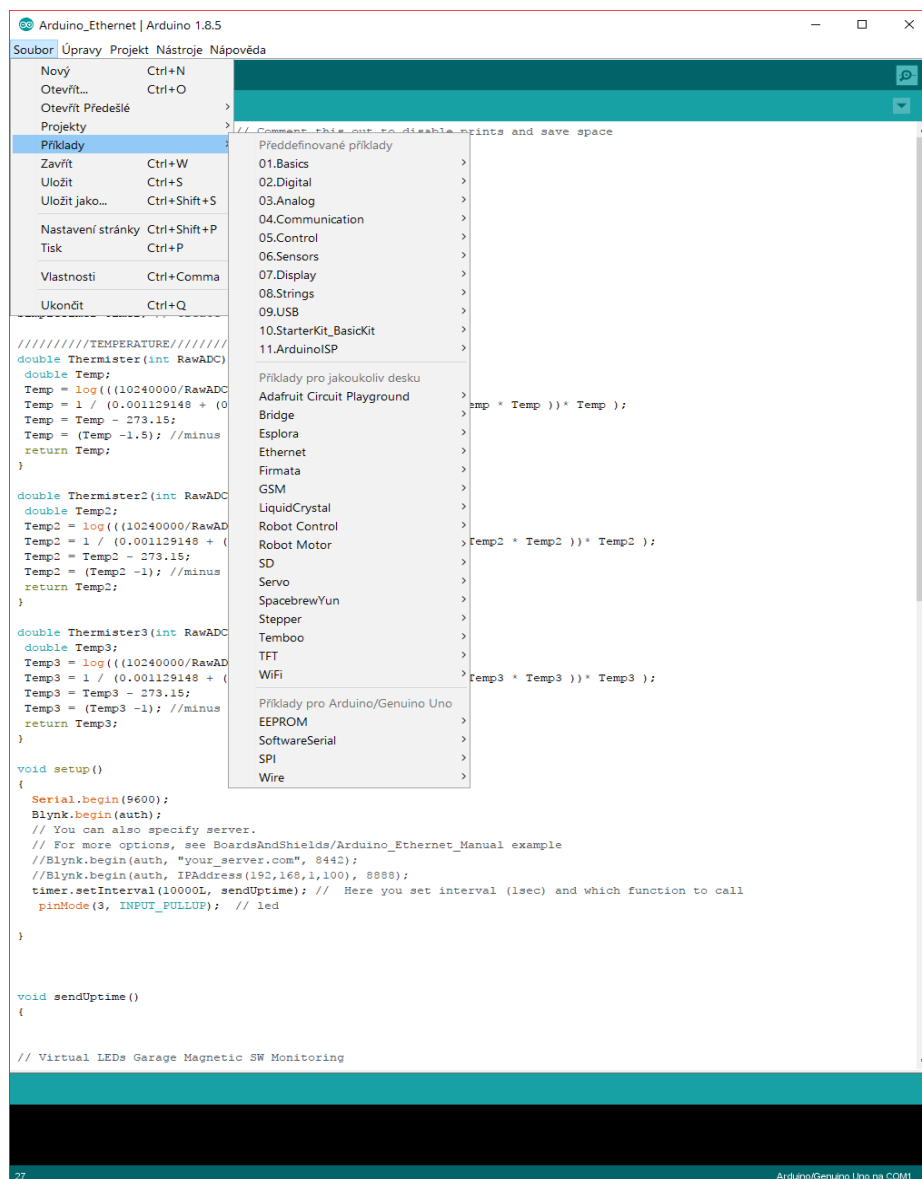 Arduino_Ethernet | Arduino 1.8.5
Soubor Úpravy Projekt Nástroje Nápověda
Nový Ctrl+N
Otevřít... Ctrl+O
Otevřít Předešlé
Projekty
Příklady
Zavřít Ctrl+W
Uložit Ctrl+S
Uložit jako... Ctrl+Shift+S
Nastavení stránky Ctrl+Shift+P
Tisk Ctrl+P
Vlastnosti Ctrl+Comma
Ukončit Ctrl+Q
// Comment this out to disable prints and save space
Předdefinované příklady
01.Basics
02.Digital
03.Analog
04.Communication
05.Control
06.Sensors
07.Display
08.Strings
09.USB
10.StarterKit_BasicKit
11.ArduinoISP
Příklady pro jakoukoliv desku
Adafruit Circuit Playground
Bridge
Esplora
Ethernet
Firmata
GSM
LiquidCrystal
Robot Control
Robot Motor
SD
Servo
SpacebrewYun
Stepper
Temboo
TFT
WiFi
Příklady pro Arduino/Genuino Uno
EEPROM
SoftwareSerial
SPI
Wire
//////////TEMPERATURE////////
double Thermister(int RawADC)
double Temp;
Temp = log(((10240000/RawADC
Temp = 1 / (0.001129148 + (0 emp * Temp ))* Temp );
Temp = Temp - 273.15;
Temp = (Temp -1.5); //minus
return Temp;
}
double Thermister2(int RawADC
double Temp2;
Temp2 = log(((10240000/RawAD
Temp2 = 1 / (0.001129148 + ( Temp2 * Temp2 ))* Temp2 );
Temp2 = Temp2 - 273.15;
Temp2 = (Temp2 -1); //minus
return Temp2;
}
double Thermister3(int RawADC
double Temp3;
Temp3 = log(((10240000/RawAD
Temp3 = 1 / (0.001129148 + ( Temp3 * Temp3 ))* Temp3 );
Temp3 = Temp3 - 273.15;
Temp3 = (Temp3 -1); //minus
return Temp3;
}
void setup()
{
Serial.begin(9600);
Blynk.begin(auth);
// You can also specify server.
// For more options, see BoardsAndShields/Arduino_Ethernet_Manual example
//Blynk.begin(auth, "your_server.com", 8442);
//Blynk.begin(auth, IPAddress(192,168,1,100), 8888);
timer.setInterval(10000L, sendUptime); // Here you set interval (1sec) and which function to call
pinMode(3, INPUT_PULLUP); // led
}
void sendUptime()
{
// Virtual LEDs Garage Magnetic SW Monitoring
27
Arduino/Genuino Uno na COM1